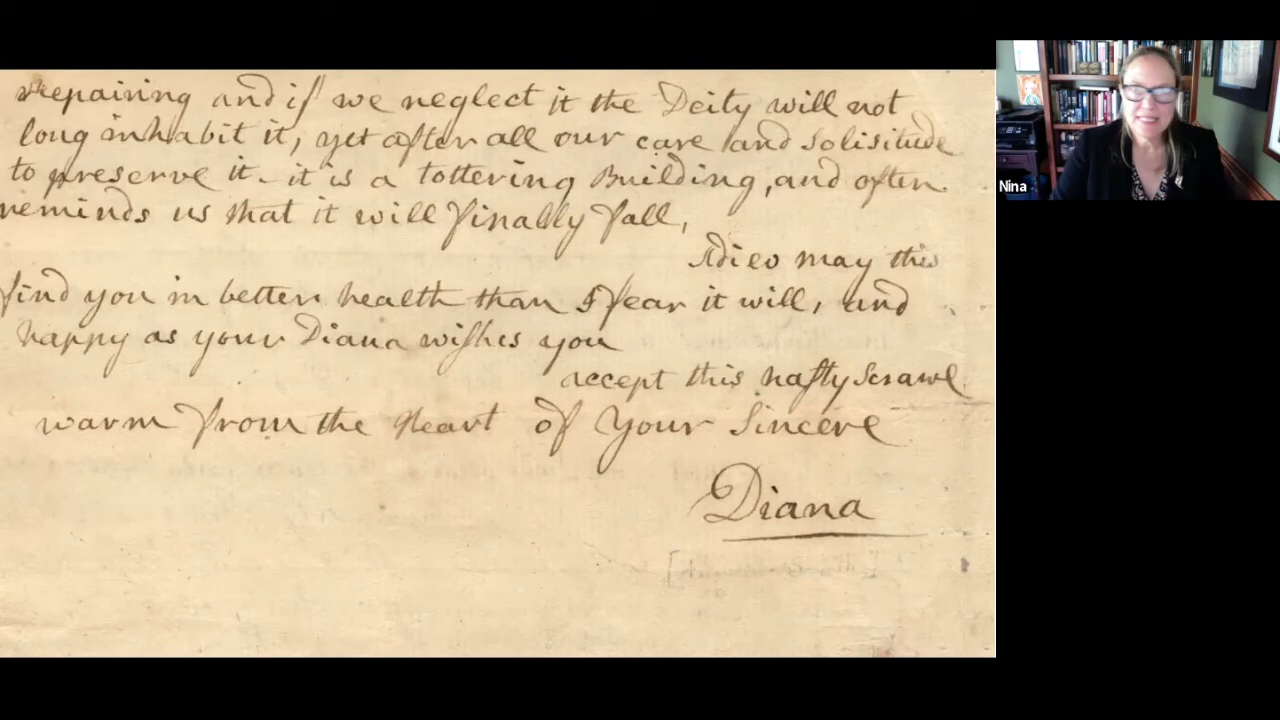 repairing and if we neglect it the Deity will not
long inhabit it, yet after all our care and Solisitude
to preserve it. it is a tottering Building, and often
reminds us that it will finally fall,
Adieo may this
find you in better health than I fear it will, and
happy as your Diana wishes you
accept this hasty Scrawl
warm from the Heart of Your Sincere
Diana
Nina